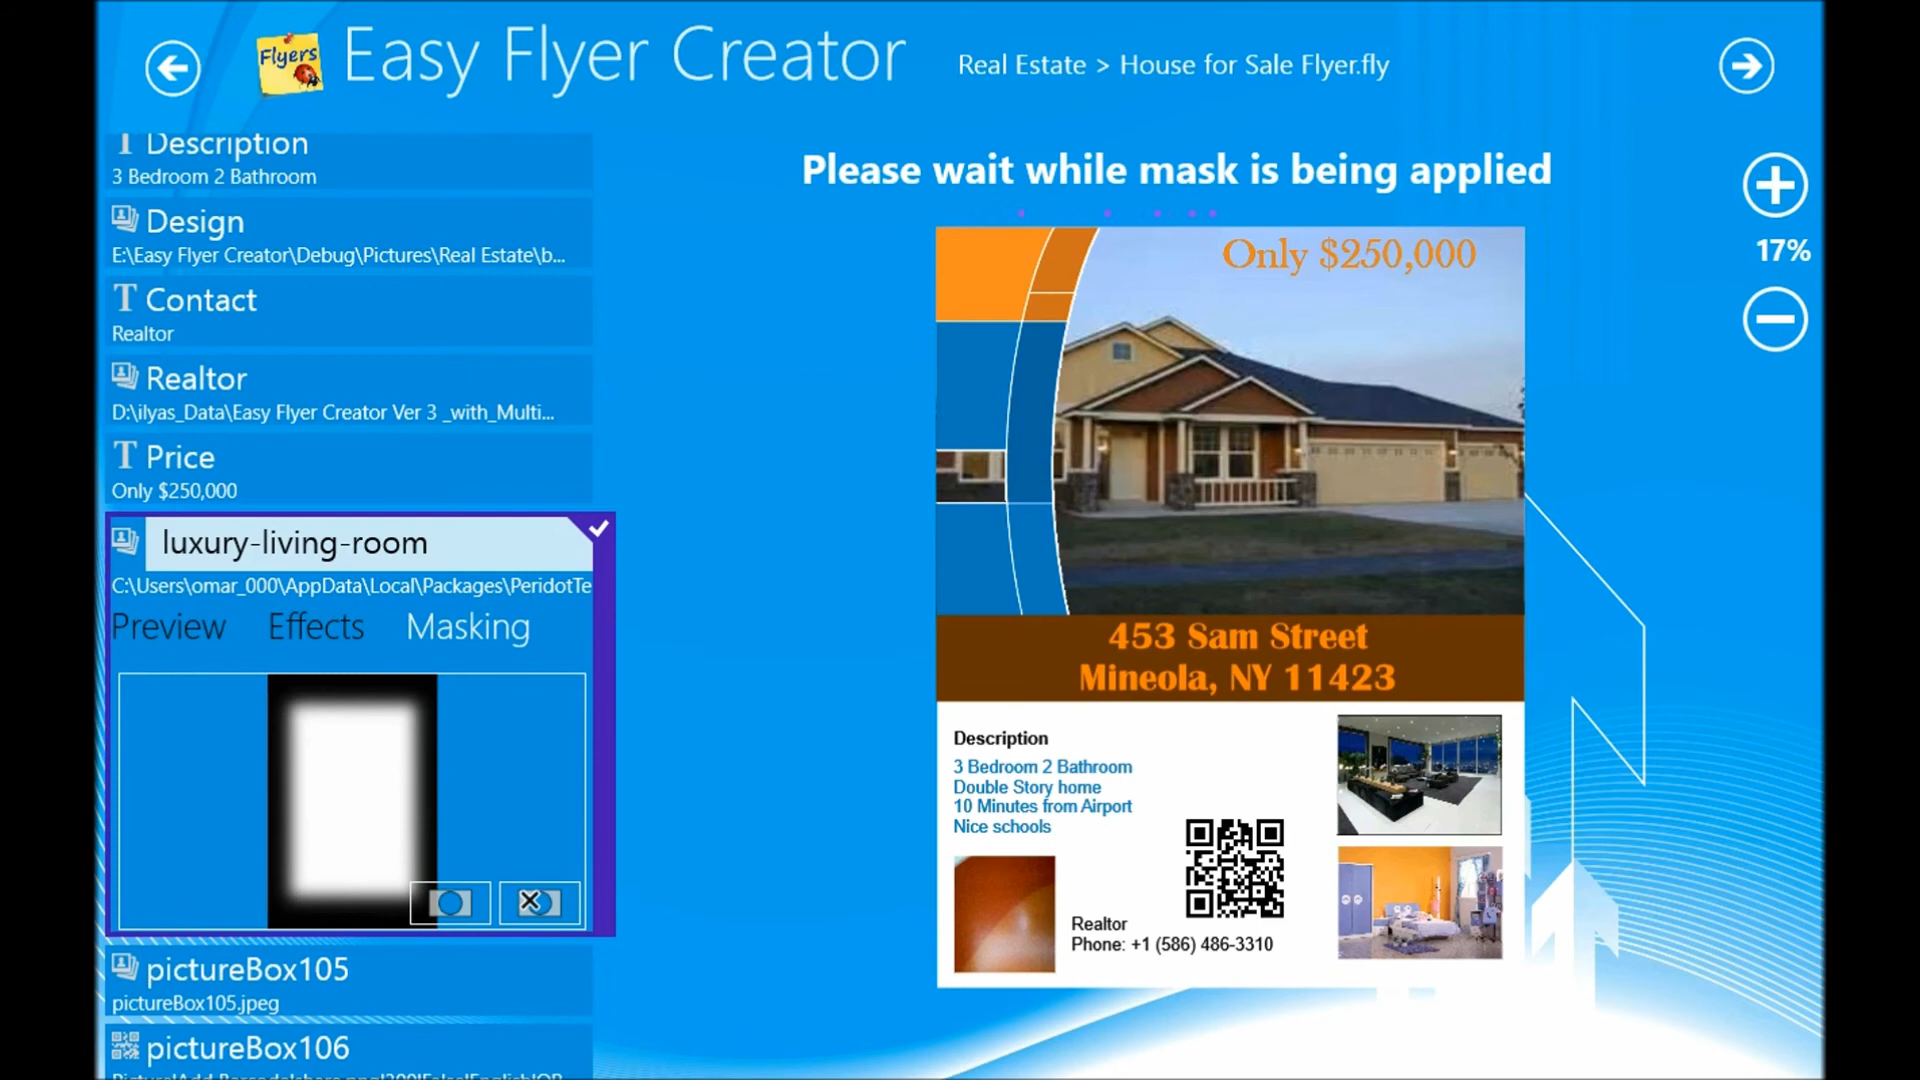 Flyers
Easy Flyer Creator
Real Estate > House for Sale Flyer.fly
Description
3 Bedroom 2 Bathroom
Design
E:\Easy Flyer Creator\Debug\Pictures\Real Estate\b...
Contact
Realtor
Realtor
D:\ilyas_Data\Easy Flyer Creator Ver 3 _with_Multi...
Price
Only $250,000
luxury-living-room
C:\Users\omar_000\AppData\Local\Packages\PeridotTe
Preview Effects Masking
pictureBox105
pictureBox105.jpeg
pictureBox106
Please wait while mask is being applied
17%
Only $250,000
453 Sam Street
Mineola, NY 11423
Description
3 Bedroom 2 Bathroom
Double Story home
10 Minutes from Airport
Nice schools
Realtor
Phone: +1 (586) 486-3310